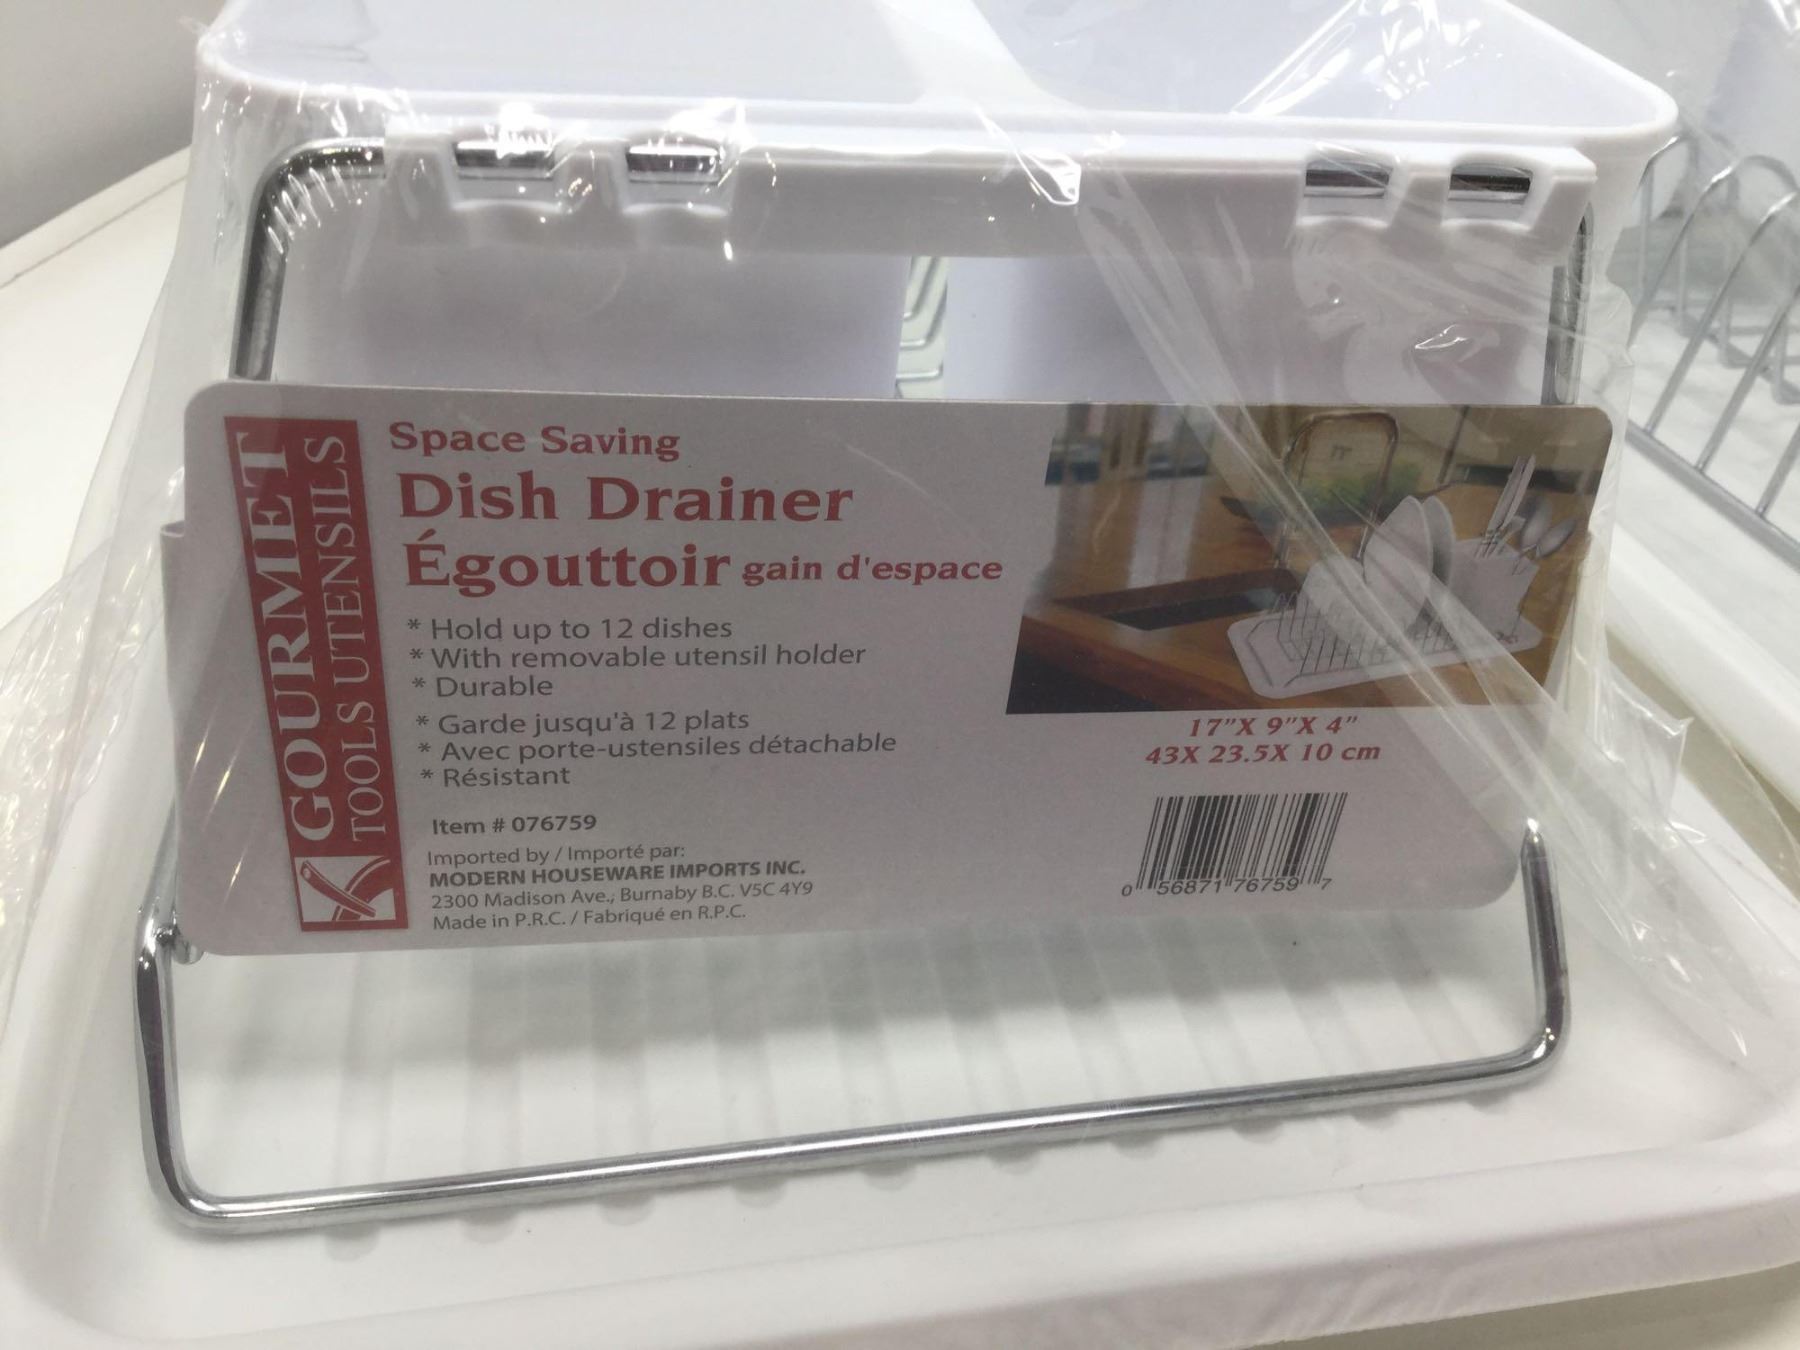 GOURMET
TOOLS UTENSILS
Space Saving
Dish Drainer
Égouttoir gain d'espace
* Hold up to 12 dishes
* With removable utensil holder
* Durable
* Garde jusqu'à 12 plats
* Avec porte-ustensiles détachable
* Résistant
Item # 076759
Imported by / Importé par:
MODERN HOUSEWARE IMPORTS INC.
2300 Madison Ave., Burnaby B.C. V5C 4Y9
Made in P.R.C. / Fabriqué en R.P.C.
17"X 9"X 4"
43X 23.5X 10 cm
0 56871 76759 7